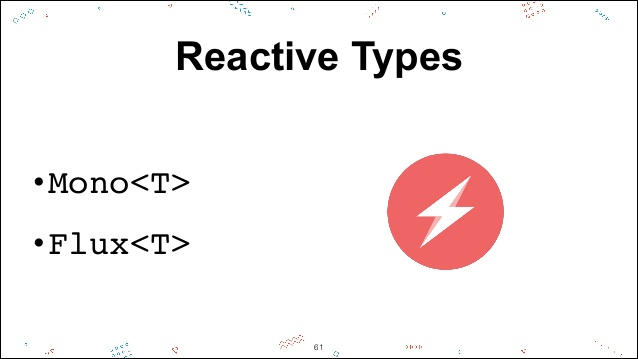 Reactive Types
•Mono<T>
•Flux<T>
61